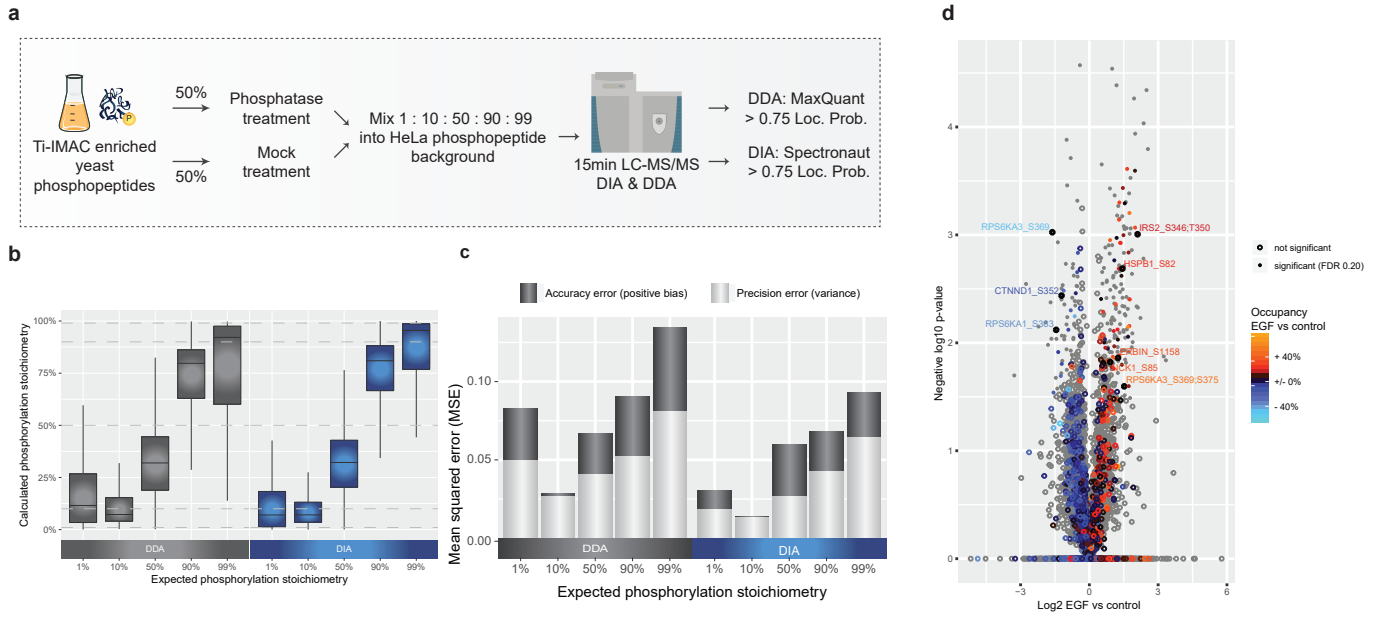 a
Ti-IMAC enriched
yeast
phosphopeptides
P
50%
50%
Phosphatase
treatment
Mock
treatment
Mix 1 : 10 : 50 : 90 : 99
into HeLa phosphopeptide
background
15min LC-MS/MS
DIA & DDA
DDA: MaxQuant
> 0.75 Loc. Prob.
DIA: Spectronaut
> 0.75 Loc. Prob.
b
Calculated phosphorylation stoichiometry
100%
75%
50%
25%
0%
DDA
DIA
1% 10% 50% 90% 99% 1% 10% 50% 90% 99%
Expected phosphorylation stoichiometry
c
Accuracy error (positive bias)
Precision error (variance)
Mean squared error (MSE)
0.10
0.05
0.00
DDA
DIA
1% 10% 50% 90% 99% 1% 10% 50% 90% 99%
Expected phosphorylation stoichiometry
d
Negative log10 p-value
4
3
2
1
0
RPS6KA3_S369
IRS2_S346;T350
HSPB1_S82
CTNND1_S352
RPS6KA1_S363
ERBIN_S1158
RPS6KA3_S369;S375
−3 0 3 6
Log2 EGF vs control
not significant
significant (FDR 0.20)
Occupancy
EGF vs control
+ 40%
+/- 0%
- 40%